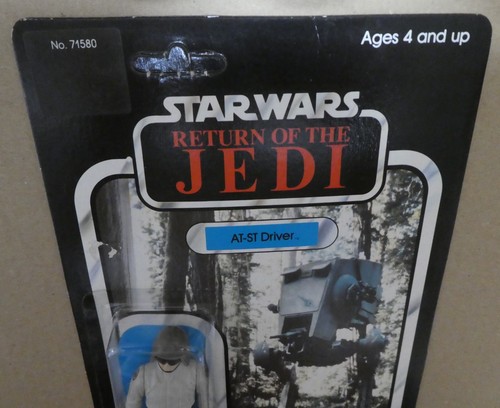 No. 71580
Ages 4 and up
STAR WARS
RETURN OF THE
JEDI
AT-ST Driver